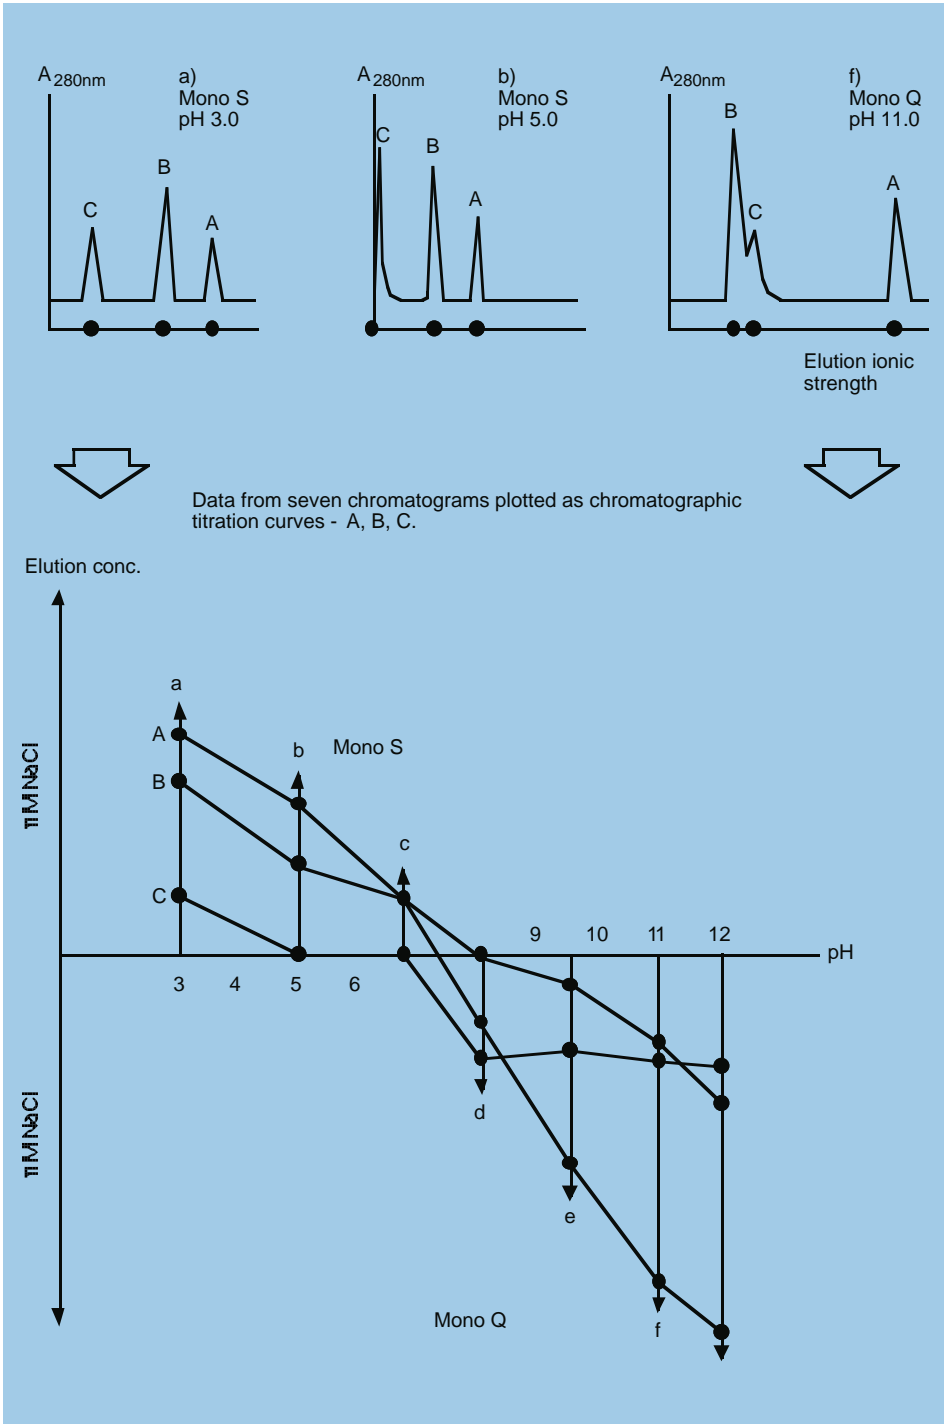 A280nm
a)
Mono S
pH 3.0
C
B
A
A280nm
b)
Mono S
pH 5.0
C
B
A
A280nm
f)
Mono Q
pH 11.0
B
C
A
Elution ionic
strength
Data from seven chromatograms plotted as chromatographic
titration curves - A, B, C.
Elution conc.
a
A
b
Mono S
B
c
C
9 10 11 12
pH
3 4 5 6
d
e
Mono Q
f